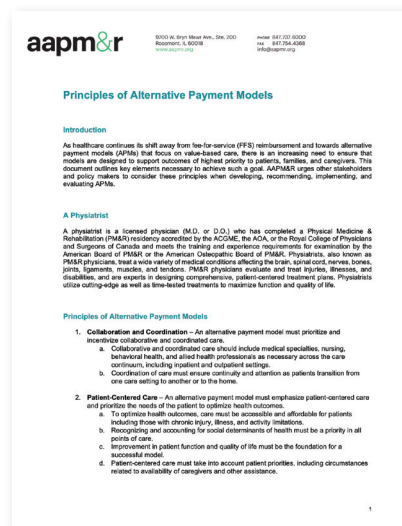 aapm&r
9700 W. Bryn Mawr Ave., Ste. 200
Rosemont, IL 60018
www.aapmr.org
PHONE 847.737.6000
FAX 847.754.4368
info@aapmr.org
Principles of Alternative Payment Models
Introduction
As healthcare continues its shift away from fee-for-service (FFS) reimbursement and towards alternative
payment models (APMs) that focus on value-based care, there is an increasing need to ensure that
models are designed to support outcomes of highest priority to patients, families, and caregivers. This
document outlines key elements necessary to achieve such a goal. AAPM&R urges other stakeholders
and policy makers to consider these principles when developing, recommending, implementing, and
evaluating APMs.
A Physiatrist
A physiatrist is a licensed physician (M.D. or D.O.) who has completed a Physical Medicine &
Rehabilitation (PM&R) residency accredited by the ACGME, the AOA, or the Royal College of Physicians
and Surgeons of Canada and meets the training and experience requirements for examination by the
American Board of PM&R or the American Osteopathic Board of PM&R. Physiatrists, also known as
PM&R physicians, treat a wide variety of medical conditions affecting the brain, spinal cord, nerves, bones,
joints, ligaments, muscles, and tendons. PM&R physicians evaluate and treat injuries, illnesses, and
disabilities, and are experts in designing comprehensive, patient-centered treatment plans. Physiatrists
utilize cutting-edge as well as time-tested treatments to maximize function and quality of life.
Principles of Alternative Payment Models
1. Collaboration and Coordination – An alternative payment model must prioritize and
incentivize collaborative and coordinated care.
a. Collaborative and coordinated care should include medical specialties, nursing,
behavioral health, and allied health professionals as necessary across the care
continuum, including inpatient and outpatient settings.
b. Coordination of care must ensure continuity and attention as patients transition from
one care setting to another or to the home.
2. Patient-Centered Care – An alternative payment model must emphasize patient-centered care
and prioritize the needs of the patient to optimize health outcomes.
a. To optimize health outcomes, care must be accessible and affordable for patients
including those with chronic injury, illness, and activity limitations.
b. Recognizing and accounting for social determinants of health must be a priority in all
points of care.
c. Improvement in patient function and quality of life must be the foundation for a
successful model.
d. Patient-centered care must take into account patient priorities, including circumstances
related to availability of caregivers and other assistance.
1